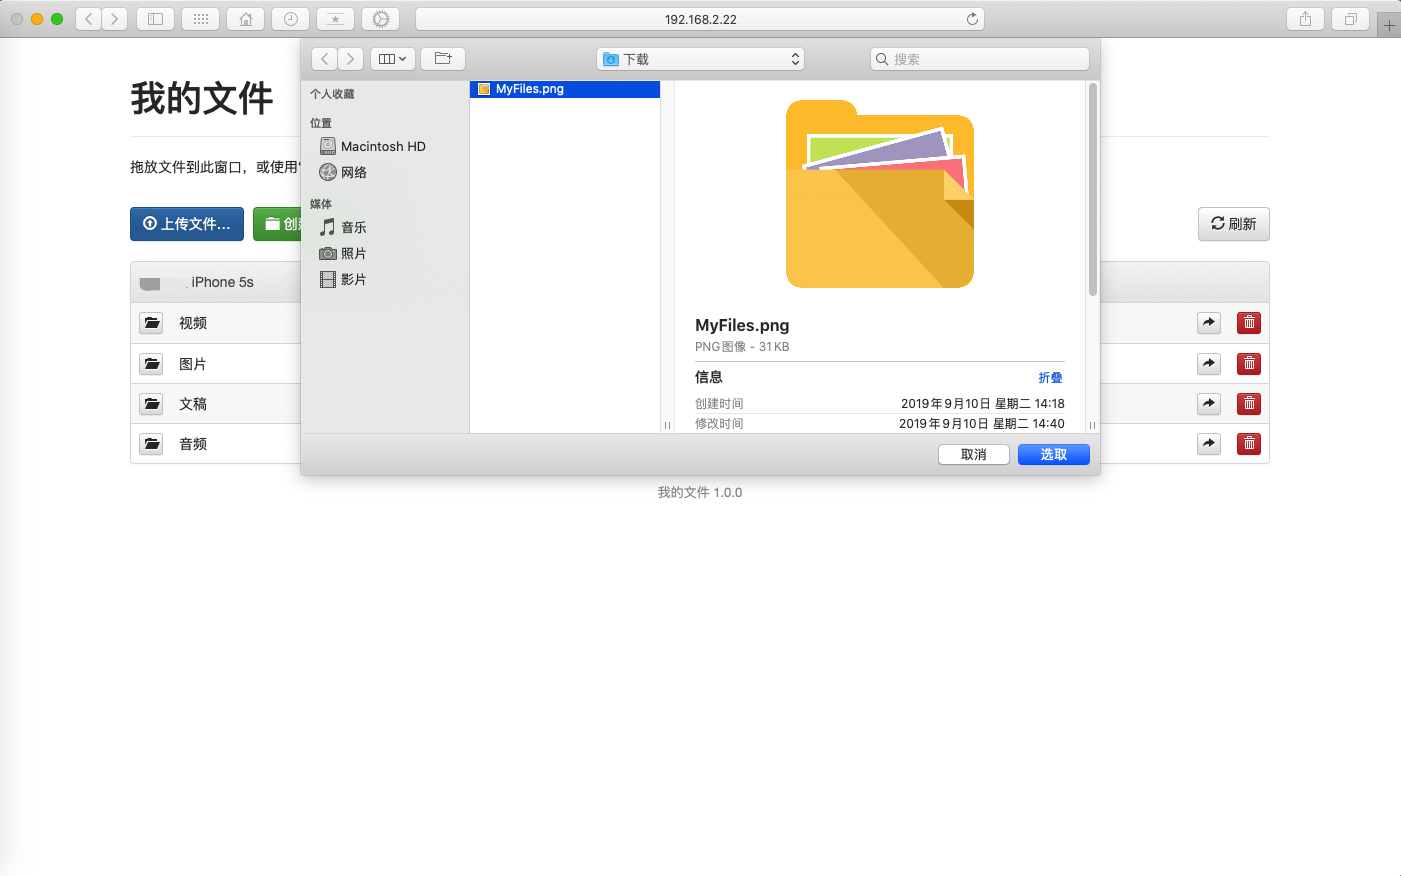 192.168.2.22
下载
搜索
我的文件
个人收藏
位置
Macintosh HD
网络
媒体
音乐
照片
影片
MyFiles.png
拖放文件到此窗口，或使用“
上传文件...
创
刷新
iPhone 5s
视频
图片
文稿
音频
MyFiles.png
PNG图像 - 31 KB
信息
折叠
创建时间
2019年9月10日 星期二 14:18
修改时间
2019年9月10日 星期二 14:40
取消
选取
我的文件 1.0.0